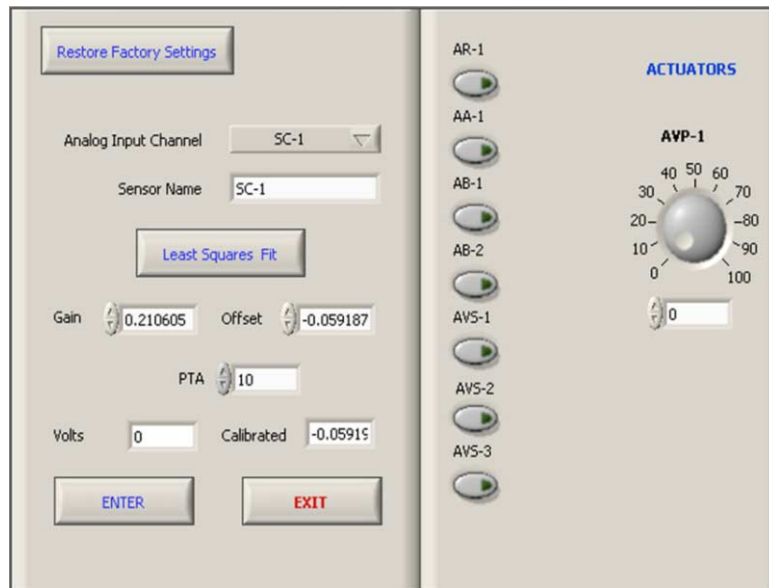 Restore Factory Settings
Analog Input Channel SC-1
Sensor Name SC-1
Least Squares Fit
Gain 0.210605 Offset -0.059187
PTA 10
Volts 0 Calibrated -0.05919
ENTER EXIT
AR-1
AA-1
AB-1
AB-2
AVS-1
AVS-2
AVS-3
ACTUATORS
AVP-1
0 10 20 30 40 50 60 70 80 90 100
0